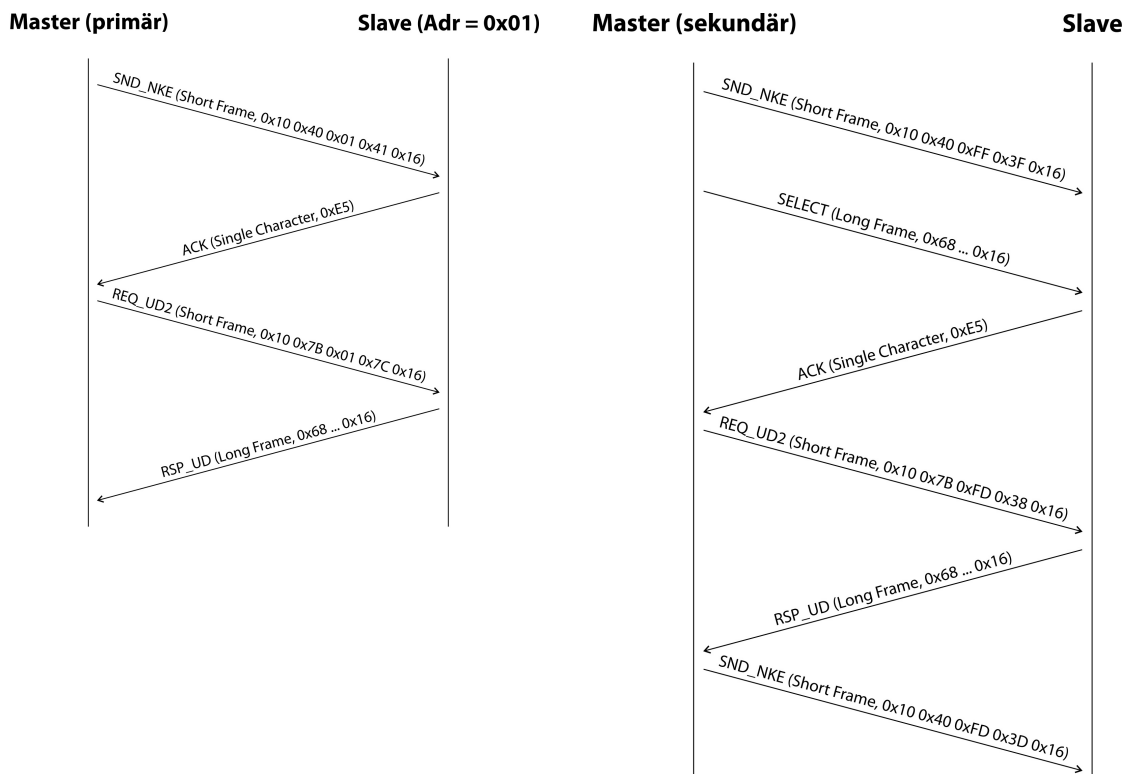 Master (primär)
Slave (Adr = 0x01)
SND_NKE (Short Frame, 0x10 0x40 0x01 0x41 0x16)
ACK (Single Character, 0xE5)
REQ_UD2 (Short Frame, 0x10 0x7B 0x01 0x7C 0x16)
RSP_UD (Long Frame, 0x68 ... 0x16)
Master (sekundär)
Slave
SND_NKE (Short Frame, 0x10 0x40 0xFF 0x3F 0x16)
SELECT (Long Frame, 0x68 ... 0x16)
ACK (Single Character, 0xE5)
REQ_UD2 (Short Frame, 0x10 0x7B 0xFD 0x38 0x16)
RSP_UD (Long Frame, 0x68 ... 0x16)
SND_NKE (Short Frame, 0x10 0x40 0xFD 0x3D 0x16)